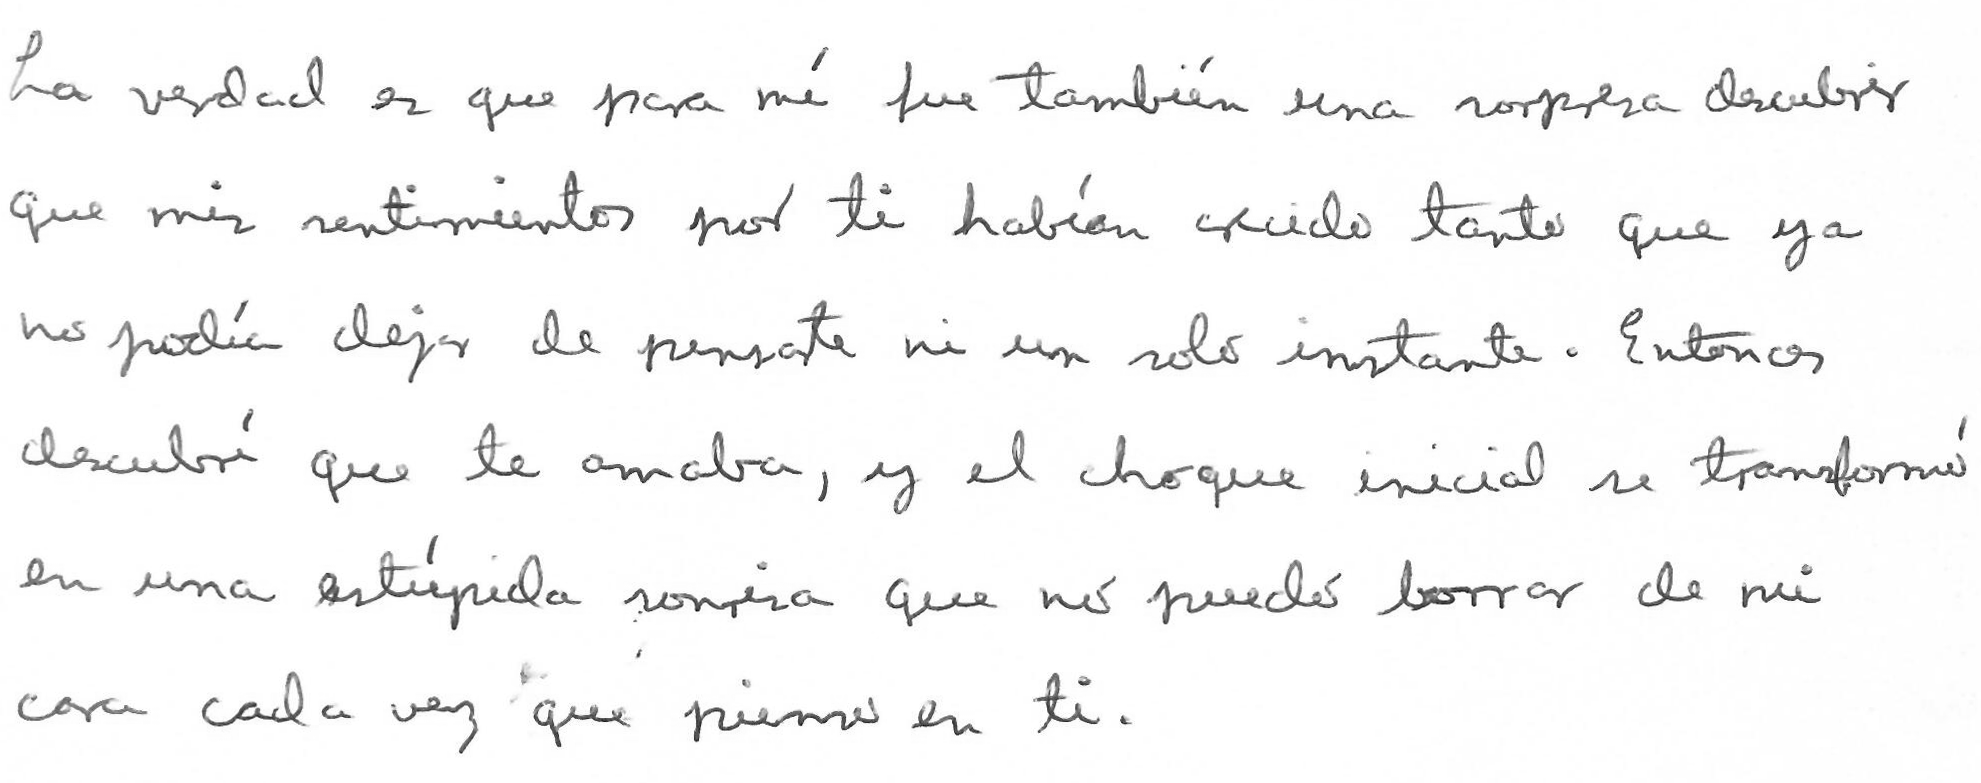 La verdad es que para mí fue también una sorpresa descubrir
que mis sentimientos por ti habían crecido tanto que ya
no podía dejar de pensarte ni un solo instante. Entonces
descubrí que te amaba, y el choque inicial se transformó
en una estúpida sonrisa que no puedo borrar de mi
cara cada vez que pienso en ti.